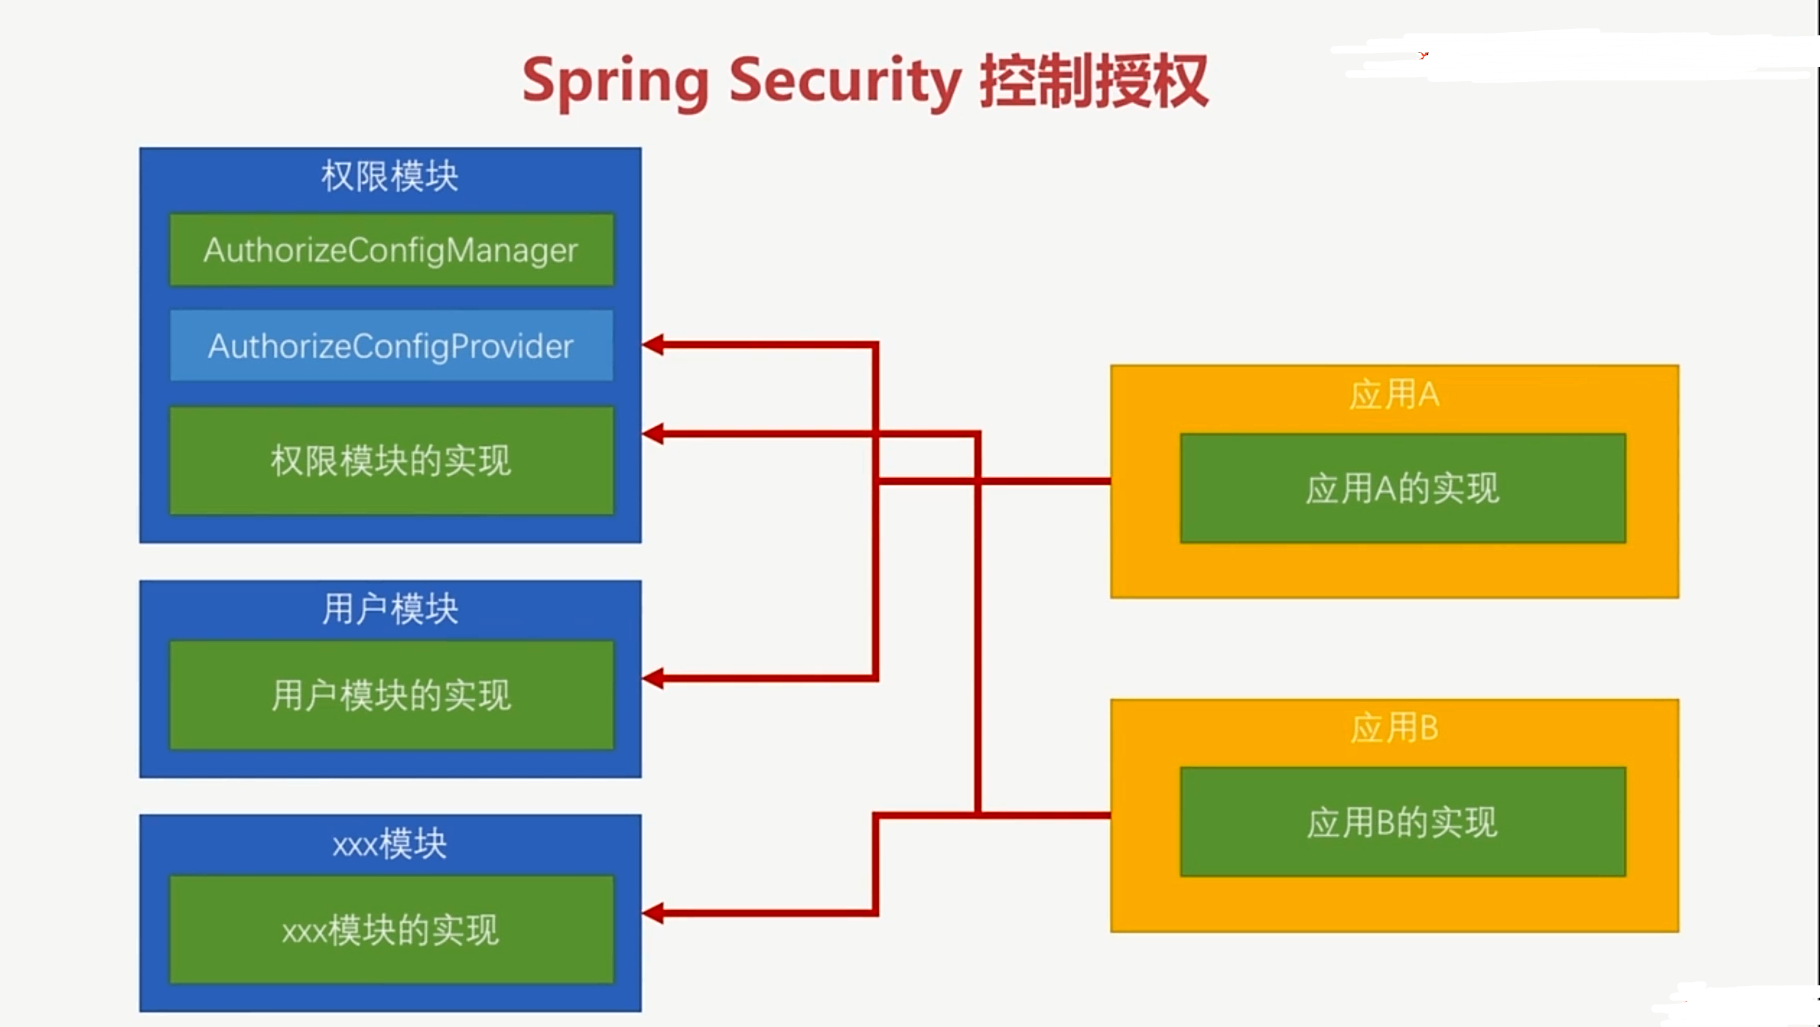 Spring Security 控制授权
权限模块
AuthorizeConfigManager
AuthorizeConfigProvider
权限模块的实现
用户模块
用户模块的实现
xxx模块
xxx模块的实现
应用A
应用A的实现
应用B
应用B的实现